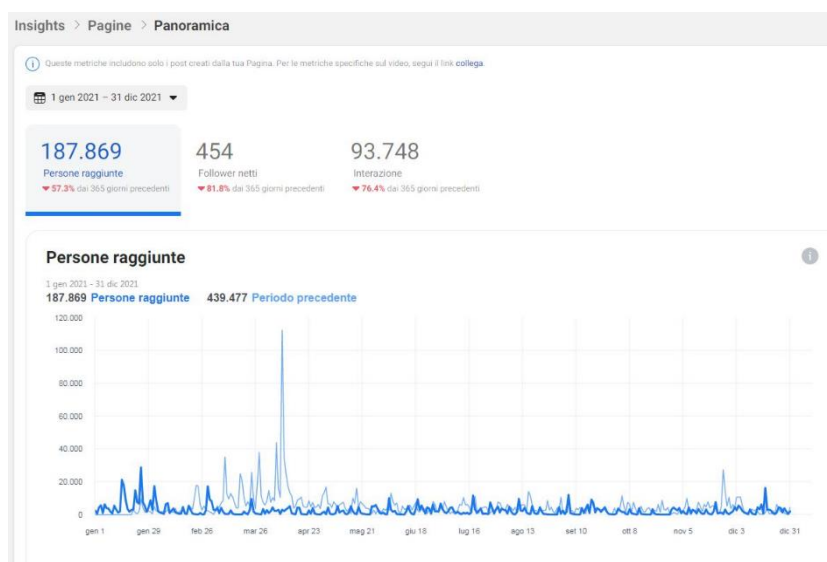 Insights > Pagine > Panoramica
Queste metriche includono solo i post creati dalla tua Pagina. Per le metriche specifiche sul video, segui il link collega.
1 gen 2021 – 31 dic 2021
187.869 454 93.748
Persone raggiunte Follower netti Interazione
57.3% dai 365 giorni precedenti 81.8% dai 365 giorni precedenti 76.4% dai 365 giorni precedenti
Persone raggiunte
1 gen 2021 – 31 dic 2021
187.869 Persone raggiunte 439.477 Periodo precedente
120.000
100.000
80.000
60.000
40.000
20.000
0
gen 1 gen 29 feb 26 mar 26 apr 23 mag 21 giu 18 lug 16 ago 13 set 10 ott 8 nov 5 dic 3 dic 31